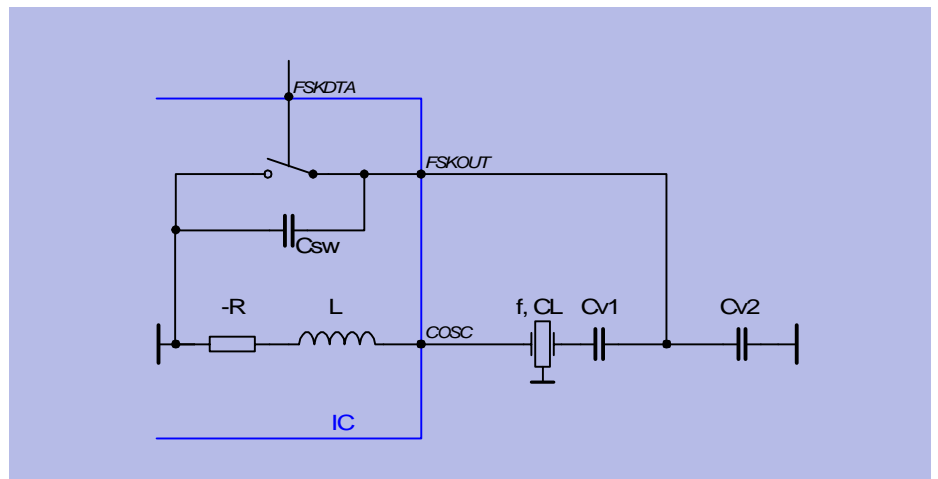 FSKDTA
FSKOUT
Csw
-R L f, CL Cv1 Cv2
COSC
IC